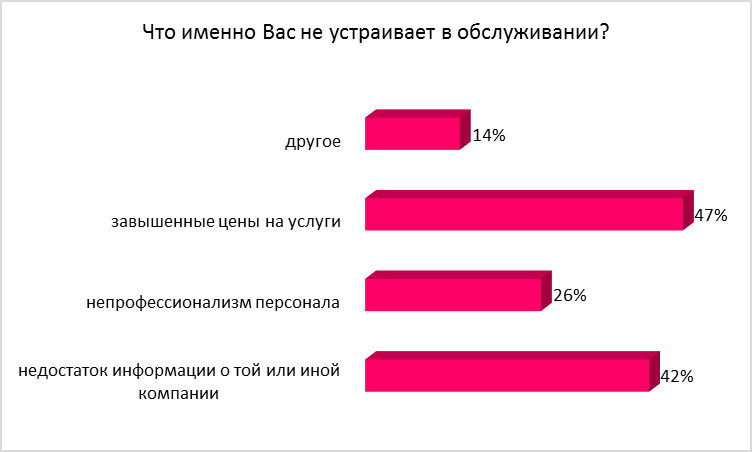 Что именно Вас не устраивает в обслуживании?
другое
14%
завышенные цены на услуги
47%
непрофессионализм персонала
26%
недостаток информации о той или иной
компании
42%